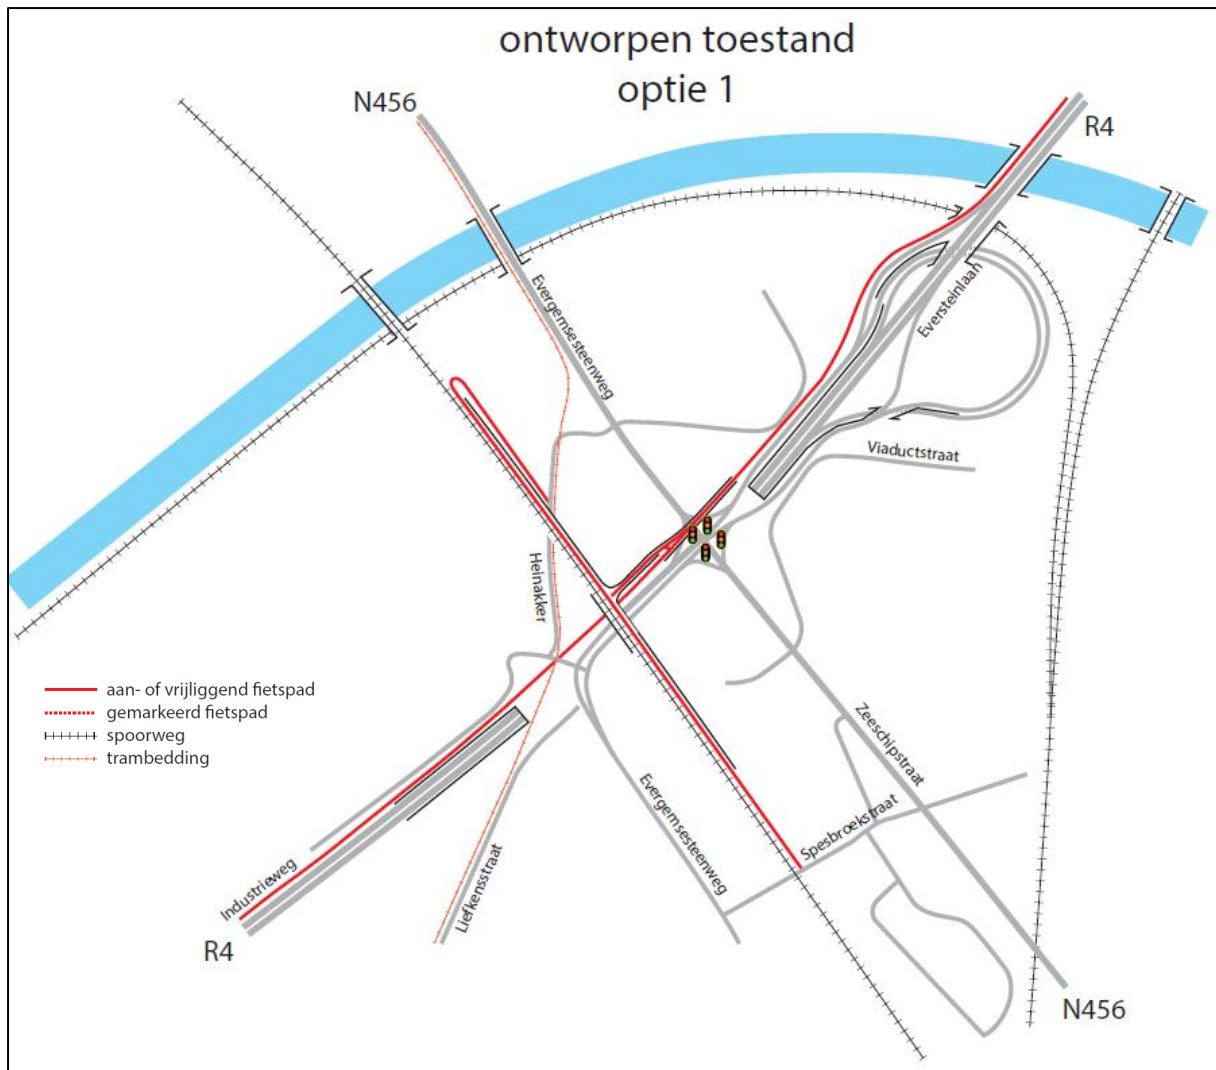 ontworpen toestand
optie 1
N456
R4
Evergemsesteenweg
Eversteinlaan
Viaductstraat
Heinakker
aan- of vrijliggend fietspad
gemarkeerd fietspad
spoorweg
trambedding
Zeeschipstraat
Evergemsesteenweg
Spesbroekstraat
Industrieweg
Liefkensstraat
R4
N456